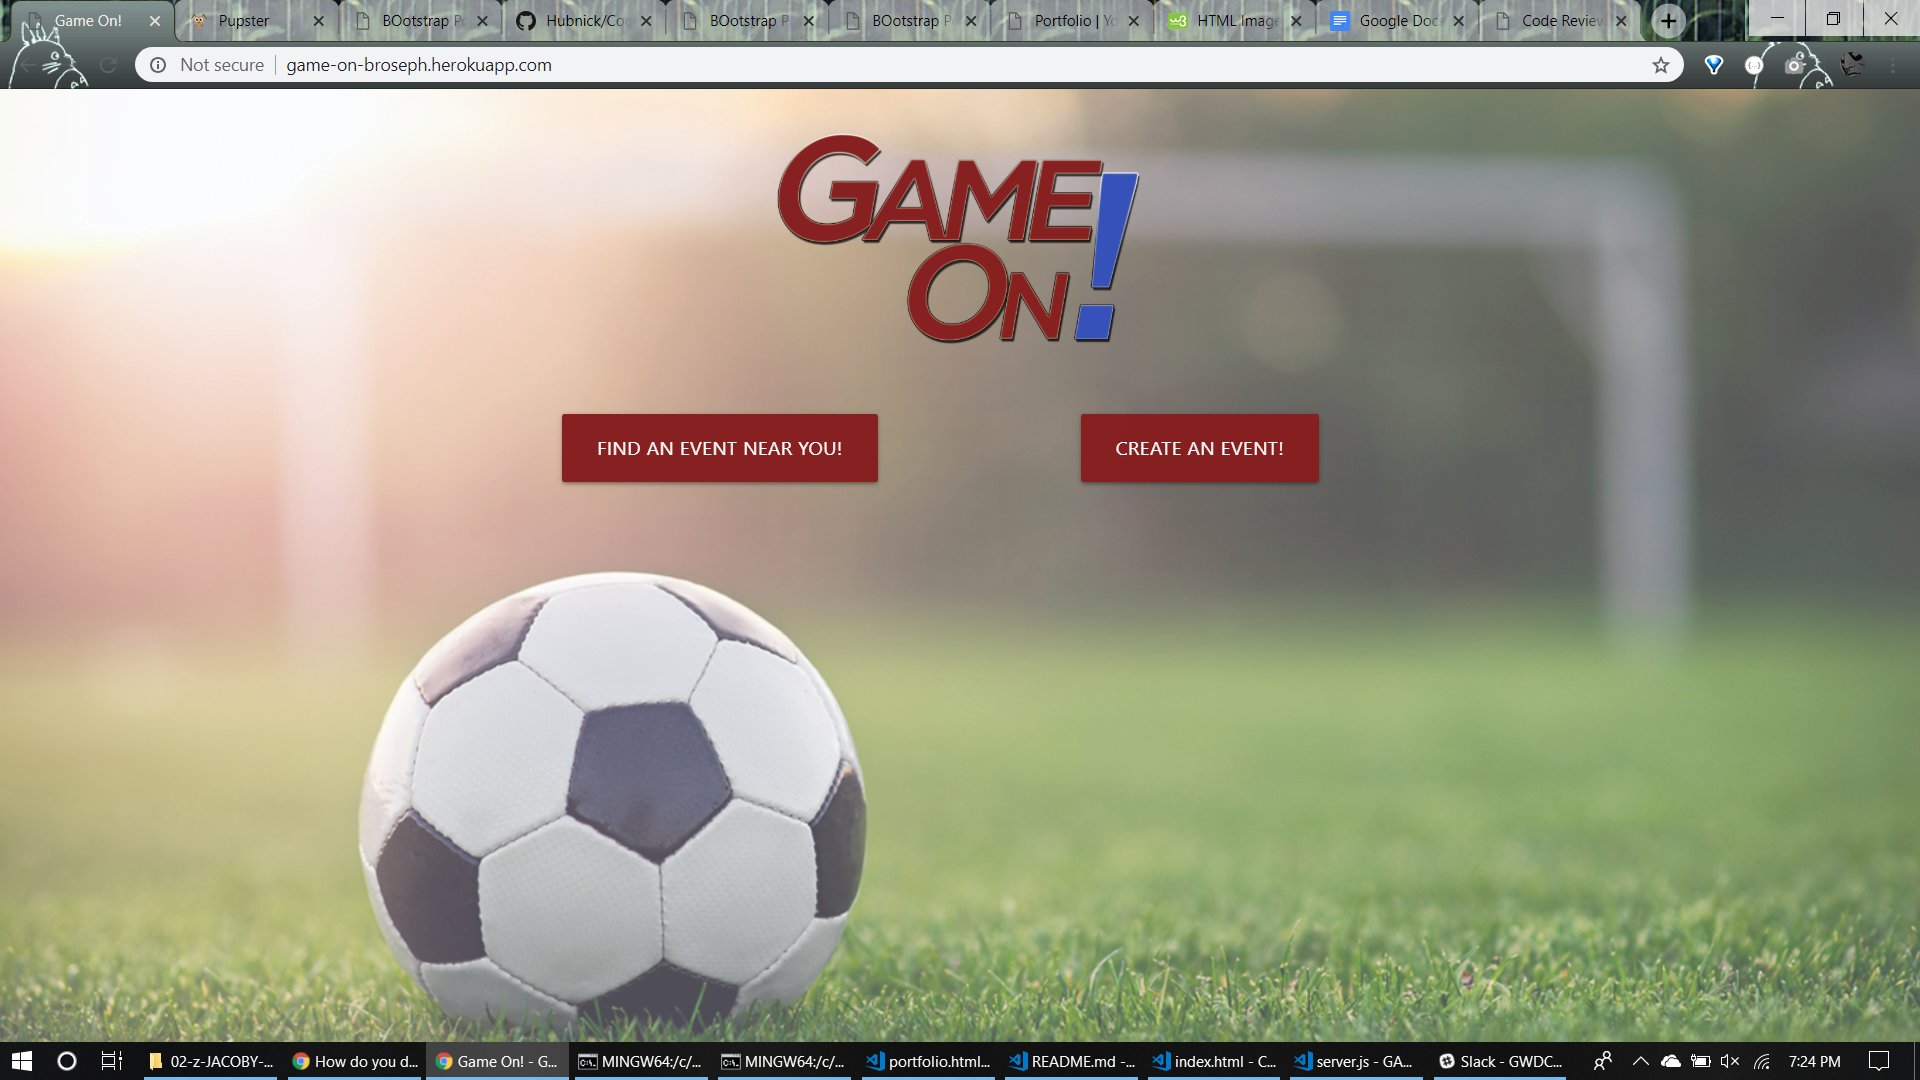 Game On!
Pupster
BOotstrap Po
Hubnick/Co
BOotstrap P
BOotstrap Po
Portfolio | Yo
HTML Image
Google Doc
Code Review
Not secure
game-on-broseph.herokuapp.com
GAME
ON!
FIND AN EVENT NEAR YOU!
CREATE AN EVENT!
02-z-JACOBY-...
How do you d...
Game On! - G...
MINGW64:/c/...
MINGW64:/c/...
portfolio.html...
README.md -...
index.html - C...
server.js - GA...
Slack - GWDC...
7:24 PM